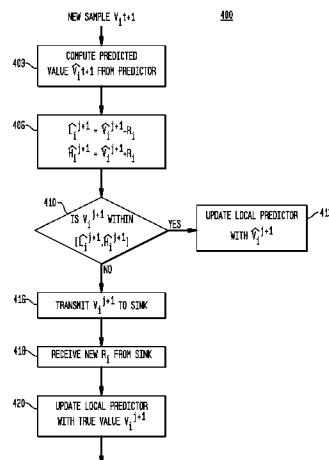 NEW SAMPLE V_i^t+1
400
403
COMPUTE PREDICTED
VALUE V̂_i^t+1 FROM PREDICTOR
406
L̂_i^j+1 = V̂_i^j+1-R_i
Ĥ_i^j+1 = V̂_i^j+1+R_i
410
IS V_i^j+1 WITHIN
[L̂_i^j+1,Ĥ_i^j+1]
YES
UPDATE LOCAL PREDICTOR
WITH V̂_i^j+1
NO
416
TRANSMIT V_i^j+1 TO SINK
418
RECEIVE NEW R_i FROM SINK
420
UPDATE LOCAL PREDICTOR
WITH TRUE VALUE V_i^j+1